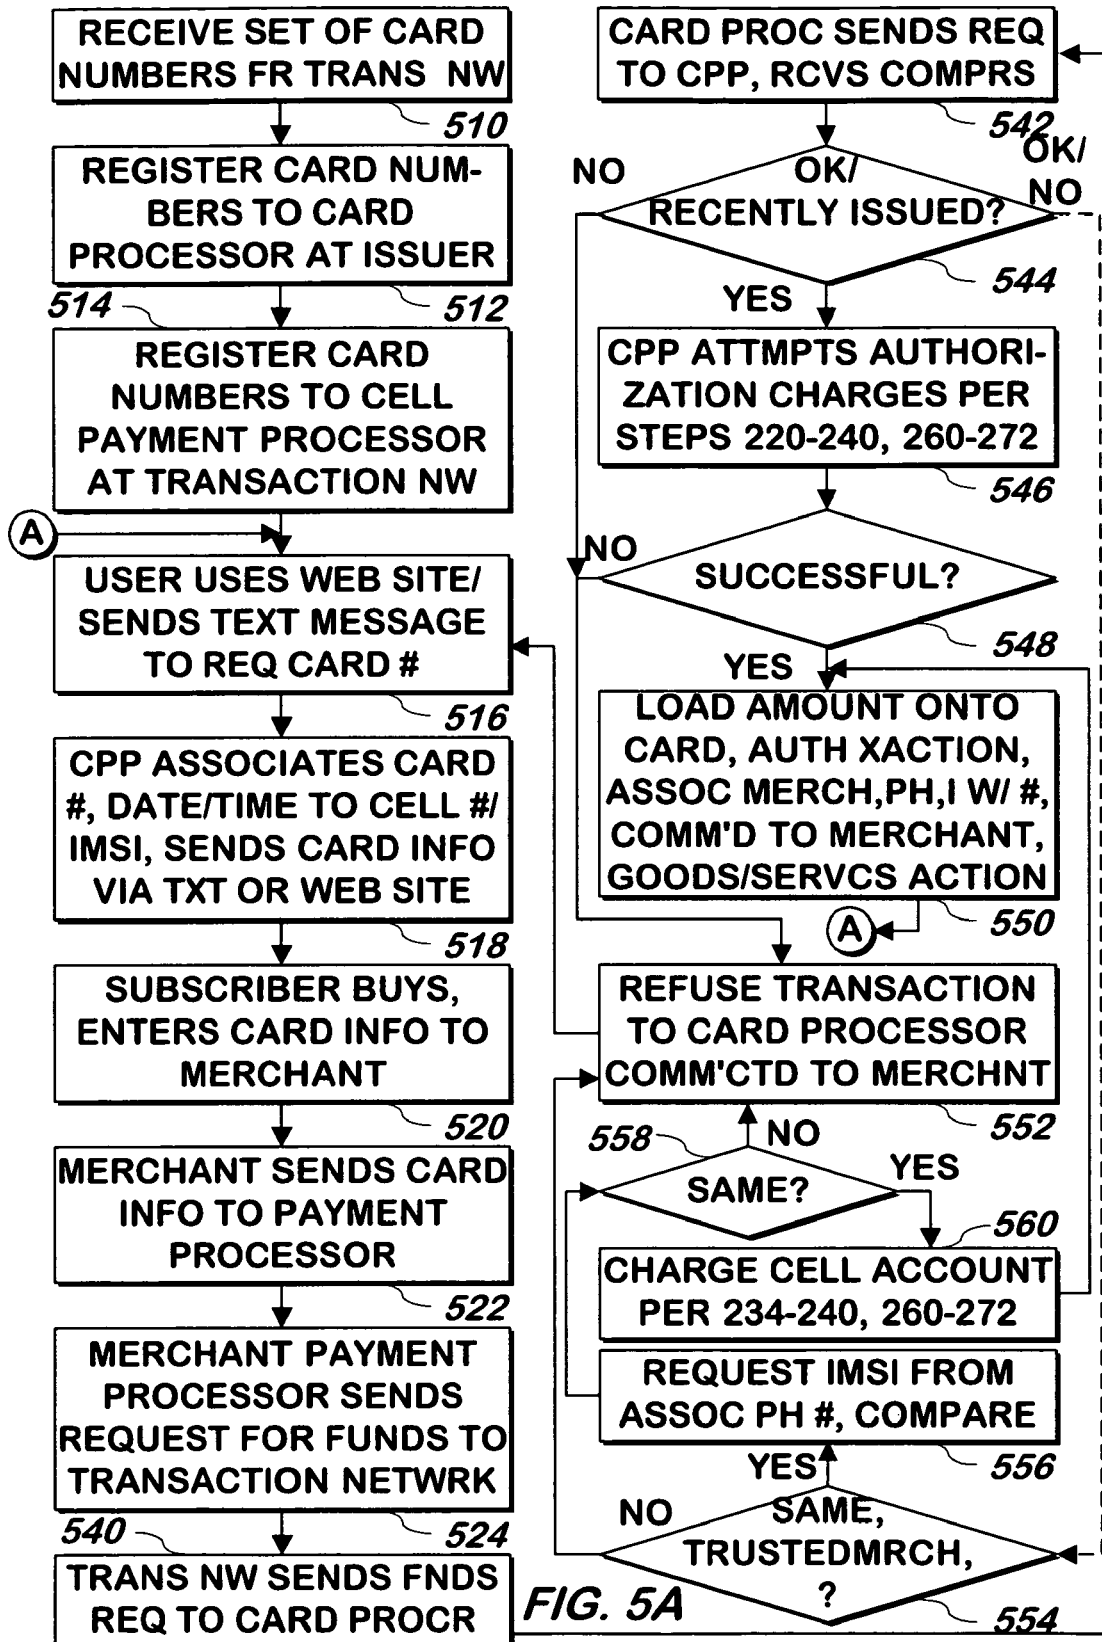 RECEIVE SET OF CARD
NUMBERS FR TRANS NW
510
REGISTER CARD NUM-
BERS TO CARD
PROCESSOR AT ISSUER
512
514
REGISTER CARD
NUMBERS TO CELL
PAYMENT PROCESSOR
AT TRANSACTION NW
A
USER USES WEB SITE/
SENDS TEXT MESSAGE
TO REQ CARD #
516
CPP ASSOCIATES CARD
#, DATE/TIME TO CELL #/
IMSI, SENDS CARD INFO
VIA TXT OR WEB SITE
518
SUBSCRIBER BUYS,
ENTERS CARD INFO TO
MERCHANT
520
MERCHANT SENDS CARD
INFO TO PAYMENT
PROCESSOR
522
MERCHANT PAYMENT
PROCESSOR SENDS
REQUEST FOR FUNDS TO
TRANSACTION NETWRK
524
540
TRANS NW SENDS FNDS
REQ TO CARD PROCR
CARD PROC SENDS REQ
TO CPP, RCVS COMPRS
542
NO
OK/
RECENTLY ISSUED?
OK/
NO
544
YES
CPP ATTMPTS AUTHORI-
ZATION CHARGES PER
STEPS 220-240, 260-272
546
NO
SUCCESSFUL?
548
YES
LOAD AMOUNT ONTO
CARD, AUTH XACTION,
ASSOC MERCH,PH,I W/ #,
COMM'D TO MERCHANT,
GOODS/SERVCS ACTION
550
A
REFUSE TRANSACTION
TO CARD PROCESSOR
COMM'CTD TO MERCHNT
552
558
NO
SAME?
YES
560
CHARGE CELL ACCOUNT
PER 234-240, 260-272
REQUEST IMSI FROM
ASSOC PH #, COMPARE
556
YES
NO
SAME,
TRUSTEDMRCH,
?
554
FIG. 5A